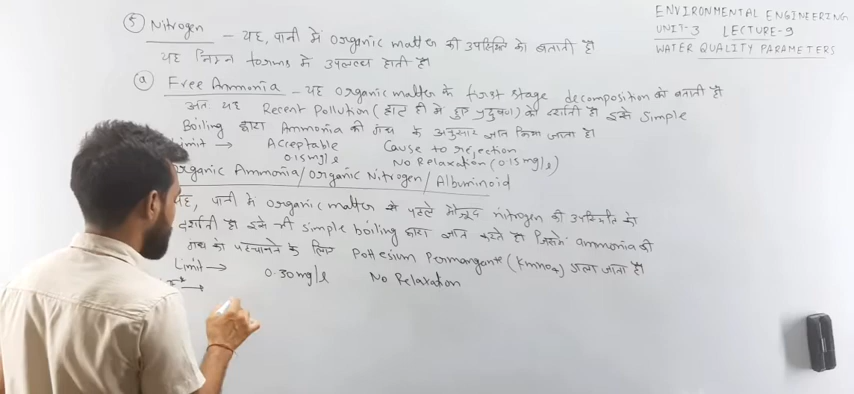 ENVIRONMENTAL ENGINEERING
UNIT-3 LECTURE-9
WATER QUALITY PARAMETERS
⑤ Nitrogen – यह, पानी में organic matter की उपस्थिति को बताती है।
यह निम्न forms में उपलब्ध होती है।
ⓐ Free Ammonia – यह organic matter के first stage decomposition को बताती है।
अतः यह Recent Pollution (हाल ही में हुए प्रदूषण) को दर्शाती है। इसे simple
Boiling द्वारा Ammonia की गंध के अनुसार ज्ञात किया जाता है।
Limit → Acceptable Cause to rejection
0.15mg/l No Relaxation (0.15mg/l)
Organic Ammonia/Organic Nitrogen/Albuminoid
यह, पानी में organic matter से पहले मौजूद nitrogen की उपस्थिति को
दर्शाती है। इसे भी simple boiling द्वारा ज्ञात करते है। जिसके ammonia की
गंध को पहचानने के लिए Pottesium Permangante (Kmno4) डाला जाता है।
Limit → 0.30mg/l No Relaxation